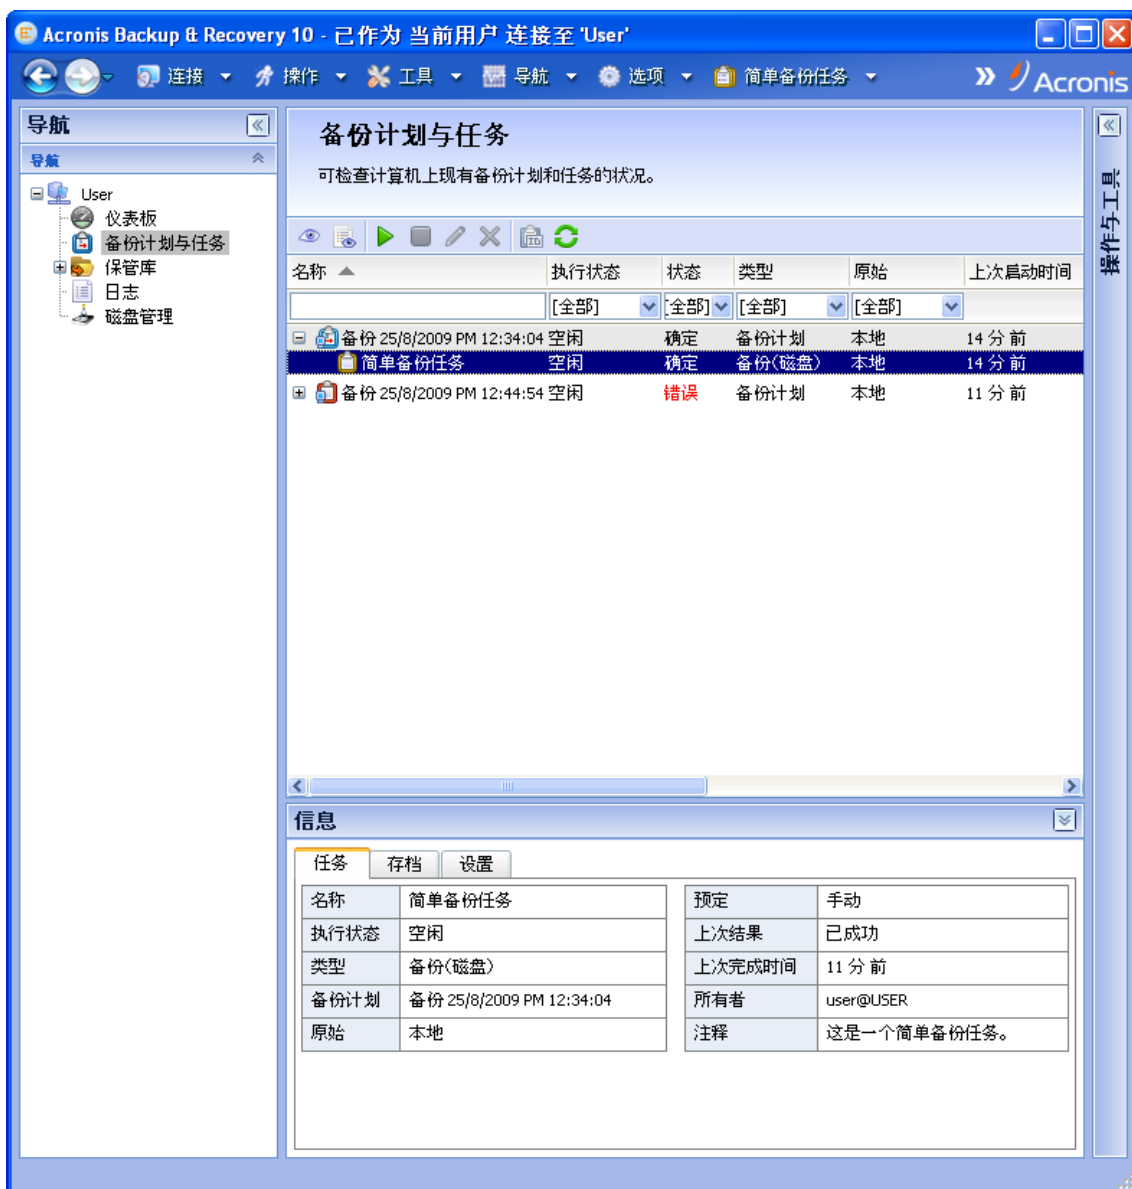 Acronis Backup & Recovery 10 - 已作为 当前用户 连接至 'User'
连接 操作 工具 导航 选项 简单备份任务 » Acronis
导航
导航
User
仪表板
备份计划与任务
保管库
日志
磁盘管理
备份计划与任务
可检查计算机上现有备份计划和任务的状况。
名称 执行状态 状态 类型 原始 上次启动时间
[全部] [全部] [全部] [全部]
备份 25/8/2009 PM 12:34:04 空闲 确定 备份计划 本地 14 分 前
简单备份任务 空闲 确定 备份(磁盘) 本地 14 分 前
备份 25/8/2009 PM 12:44:54 空闲 错误 备份计划 本地 11 分 前
操作与工具
信息
任务 存档 设置
名称 简单备份任务 预定 手动
执行状态 空闲 上次结果 已成功
类型 备份(磁盘) 上次完成时间 11 分 前
备份计划 备份 25/8/2009 PM 12:34:04 所有者 user@USER
原始 本地 注释 这是一个简单备份任务。